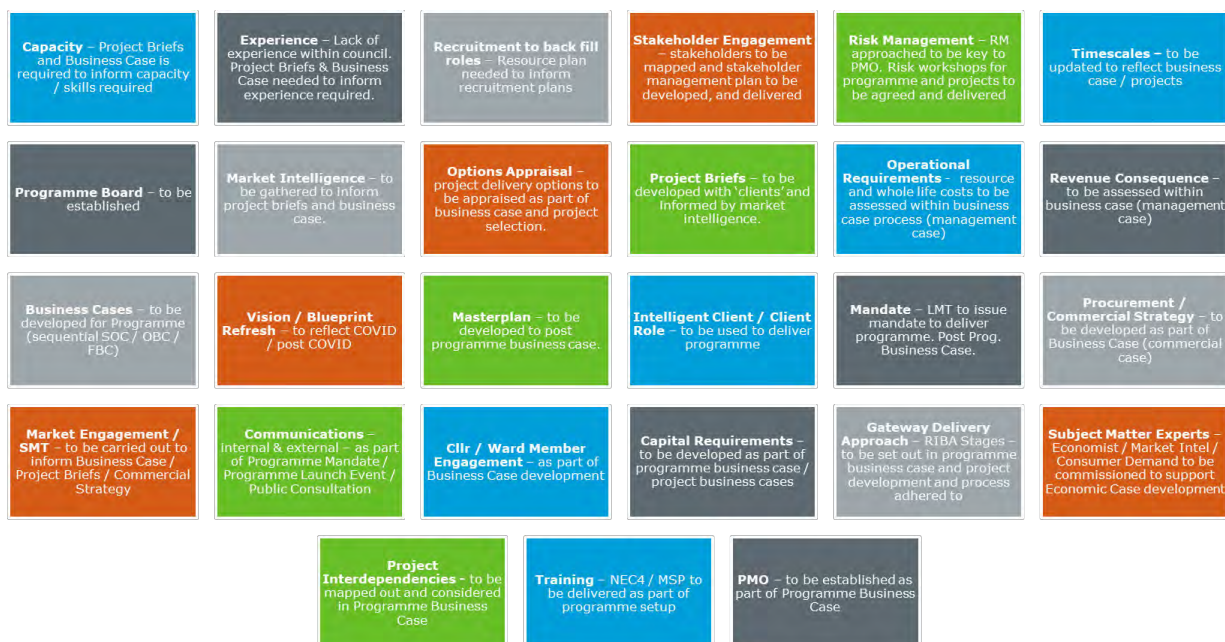 Capacity – Project Briefs
and Business Case is
required to inform capacity
/ skills required
Experience – Lack of
experience within council.
Project Briefs & Business
Case needed to inform
experience required.
Recruitment to back fill
roles – Resource plan
needed to inform
recruitment plans
Stakeholder Engagement
– stakeholders to be
mapped and stakeholder
management plan to be
developed, and delivered
Risk Management – RM
approached to be key to
PMO. Risk workshops for
programme and projects to
be agreed and delivered
Timescales – to be
updated to reflect business
case / projects
Programme Board – to be
established
Market Intelligence – to
be gathered to inform
project briefs and business
case.
Options Appraisal –
project delivery options to
be appraised as part of
business case and project
selection.
Project Briefs – to be
developed with 'clients' and
Informed by market
intelligence.
Operational
Requirements - resource
and whole life costs to be
assessed within business
case process (management
case)
Revenue Consequence –
to be assessed within
business case (management
case)
Business Cases – to be
developed for Programme
(sequential SOC / OBC /
FBC)
Vision / Blueprint
Refresh – to reflect COVID
/ post COVID
Masterplan – to be
developed to post
programme business case.
Intelligent Client / Client
Role – to be used to deliver
programme
Mandate – LMT to issue
mandate to deliver
programme. Post Prog.
Business Case.
Procurement /
Commercial Strategy – to
be developed as part of
Business Case (commercial
case)
Market Engagement /
SMT – to be carried out to
inform Business Case /
Project Briefs / Commercial
Strategy
Communications –
internal & external – as part
of Programme Mandate /
Programme Launch Event /
Public Consultation
Cllr / Ward Member
Engagement – as part of
Business Case development
Capital Requirements –
to be developed as part of
programme business case /
project business cases
Gateway Delivery
Approach – RIBA Stages –
to be set out in programme
business case and project
development and process
adhered to
Subject Matter Experts –
Economist / Market Intel /
Consumer Demand to be
commissioned to support
Economic Case development
Project
Interdependencies - to be
mapped out and considered
in Programme Business
Case
Training – NEC4 / MSP to
be delivered as part of
programme setup
PMO – to be established as
part of Programme Business
Case